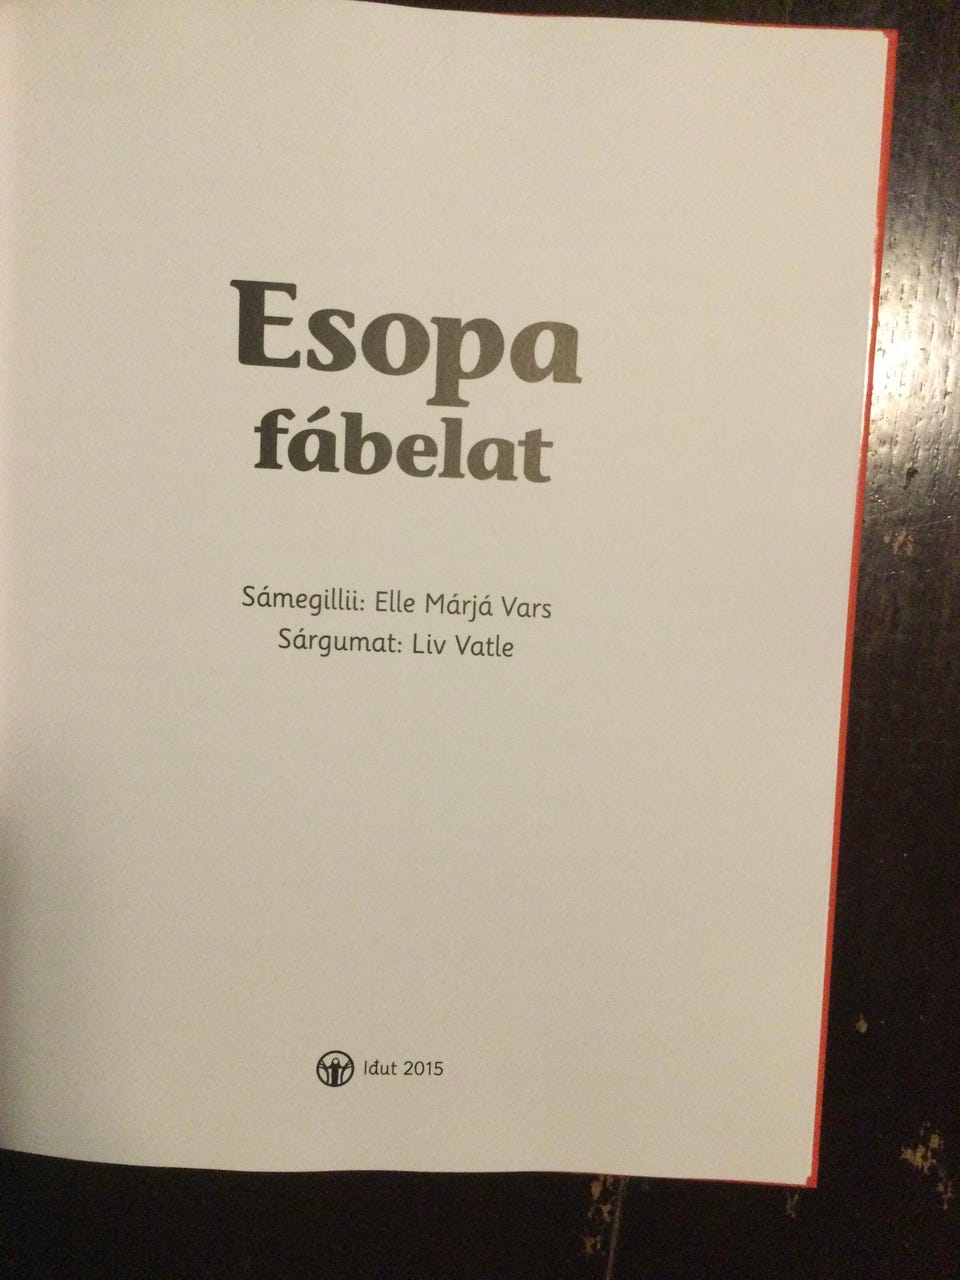 Esopa
fábelat
Sámegillii: Elle Márjá Vars
Sárgumat: Liv Vatle
Iđut 2015